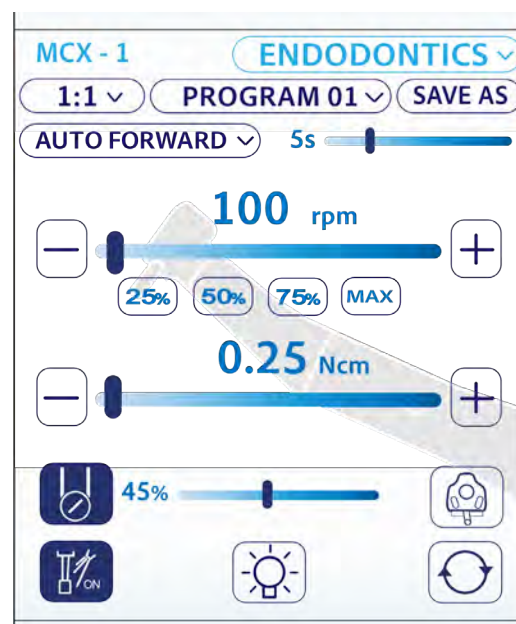 MCX - 1 ENDODONTICS
1:1 PROGRAM 01 SAVE AS
AUTO FORWARD 5s
100 rpm
25% 50% 75% MAX
0.25 Ncm
45%
ON